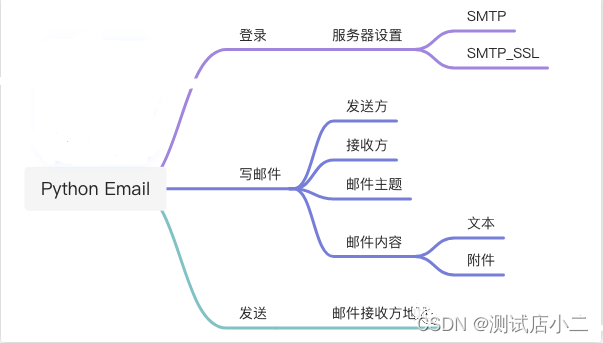 SMTP
登录
服务器设置
SMTP_SSL
发送方
接收方
写邮件
邮件主题
Python Email
邮件内容
文本
附件
发送
邮件接收方地
CSDN @测试店小二